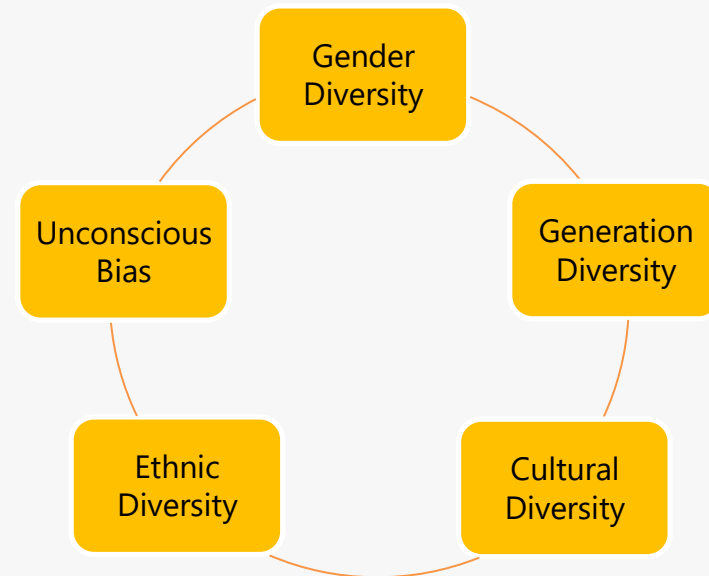 Gender
Diversity
Generation
Diversity
Cultural
Diversity
Ethnic
Diversity
Unconscious
Bias